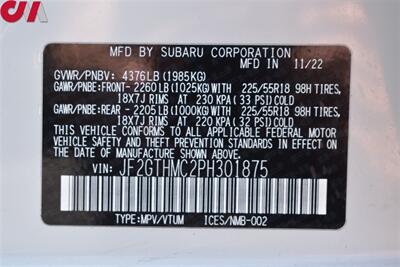 MFD BY SUBARU CORPORATION
MFD IN 11/22
GVWR/PNBV: 4376LB (1985KG)
GAWR/PNBE:FRONT- 2260LB (1025KG) WITH 225/55R18 98H TIRES,
18X7J RIMS AT 230 KPA (33 PSI) COLD
GAWR/PNBE:REAR - 2205LB (1000KG) WITH 225/55R18 98H TIRES,
18X7J RIMS AT 220 KPA (32 PSI) COLD
THIS VEHICLE CONFORMS TO ALL APPLICABLE U.S. FEDERAL MOTOR
VEHICLE SAFETY AND THEFT PREVENTION STANDARDS IN EFFECT
ON THE DATE OF MANUFACTURE SHOWN ABOVE.
VIN: JF2GTHMC2PH301875
TYPE:MPV/VTUM ICES/NMB-002